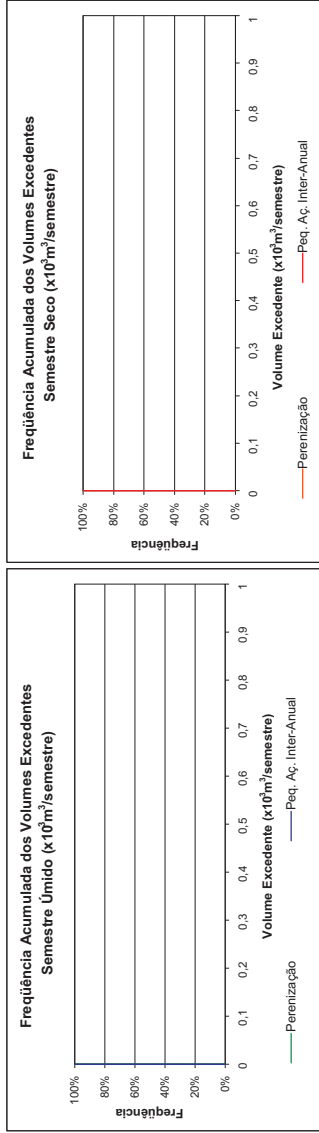 Freqüência Acumulada dos Volumes Excedentes
Semestre Úmido (x10³m³/semestre)
Freqüência
100%
80%
60%
40%
20%
0%
0 0,1 0,2 0,3 0,4 0,5 0,6 0,7 0,8 0,9 1
Volume Excedente (x10³m³/semestre)
Perenização Peq. Aç. Inter-Anual
Freqüência Acumulada dos Volumes Excedentes
Semestre Seco (x10³m³/semestre)
Freqüência
100%
80%
60%
40%
20%
0%
0 0,1 0,2 0,3 0,4 0,5 0,6 0,7 0,8 0,9 1
Volume Excedente (x10³m³/semestre)
Perenização Peq. Aç. Inter-Anual